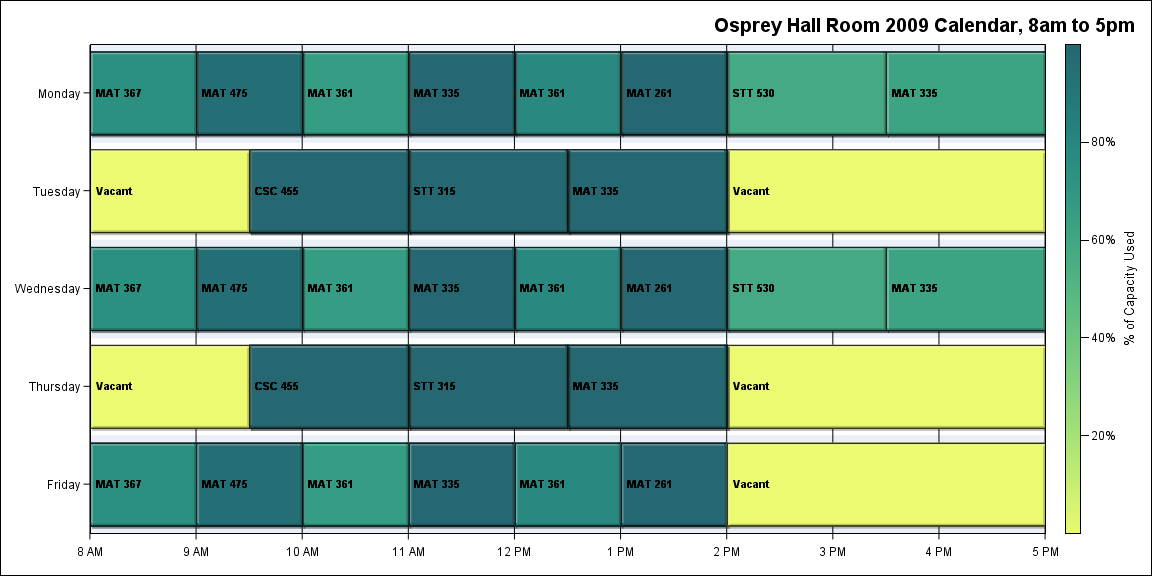 Osprey Hall Room 2009 Calendar, 8am to 5pm
Monday
MAT 367
MAT 475
MAT 361
MAT 335
MAT 361
MAT 261
STT 530
MAT 335
Tuesday
Vacant
CSC 455
STT 315
MAT 335
Vacant
Wednesday
MAT 367
MAT 475
MAT 361
MAT 335
MAT 361
MAT 261
STT 530
MAT 335
Thursday
Vacant
CSC 455
STT 315
MAT 335
Vacant
Friday
MAT 367
MAT 475
MAT 361
MAT 335
MAT 361
MAT 261
Vacant
8 AM
9 AM
10 AM
11 AM
12 PM
1 PM
2 PM
3 PM
4 PM
5 PM
80%
60%
40%
20%
% of Capacity Used